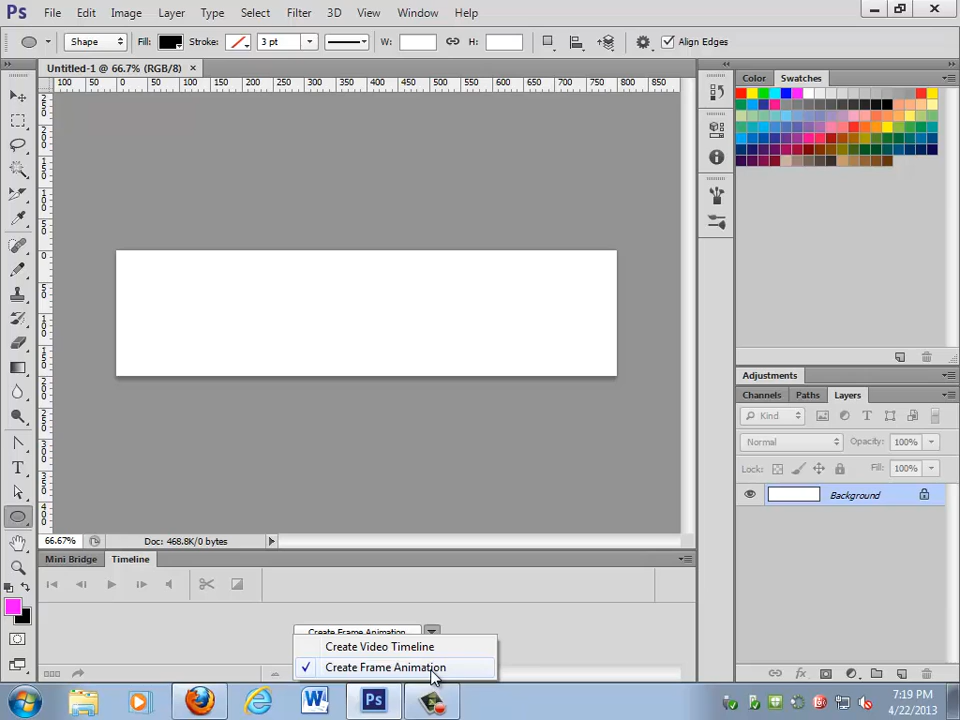 Ps File Edit Image Layer Type Select Filter 3D View Window Help
Shape Fill: Stroke: 3 pt W: H: Align Edges
Untitled-1 @ 66.7% (RGB/8) ×
Color Swatches
100 50 0 50 100 150 200 250 300 350 400 450 500 550 600 650 700 750 800 850
Adjustments
Channels Paths Layers
Kind
Normal Opacity: 100%
Lock: Fill: 100%
Background
66.67% Doc: 468.8K/0 bytes
Mini Bridge Timeline
Create Frame Animation
Create Video Timeline
Create Frame Animation
7:19 PM
4/22/2013